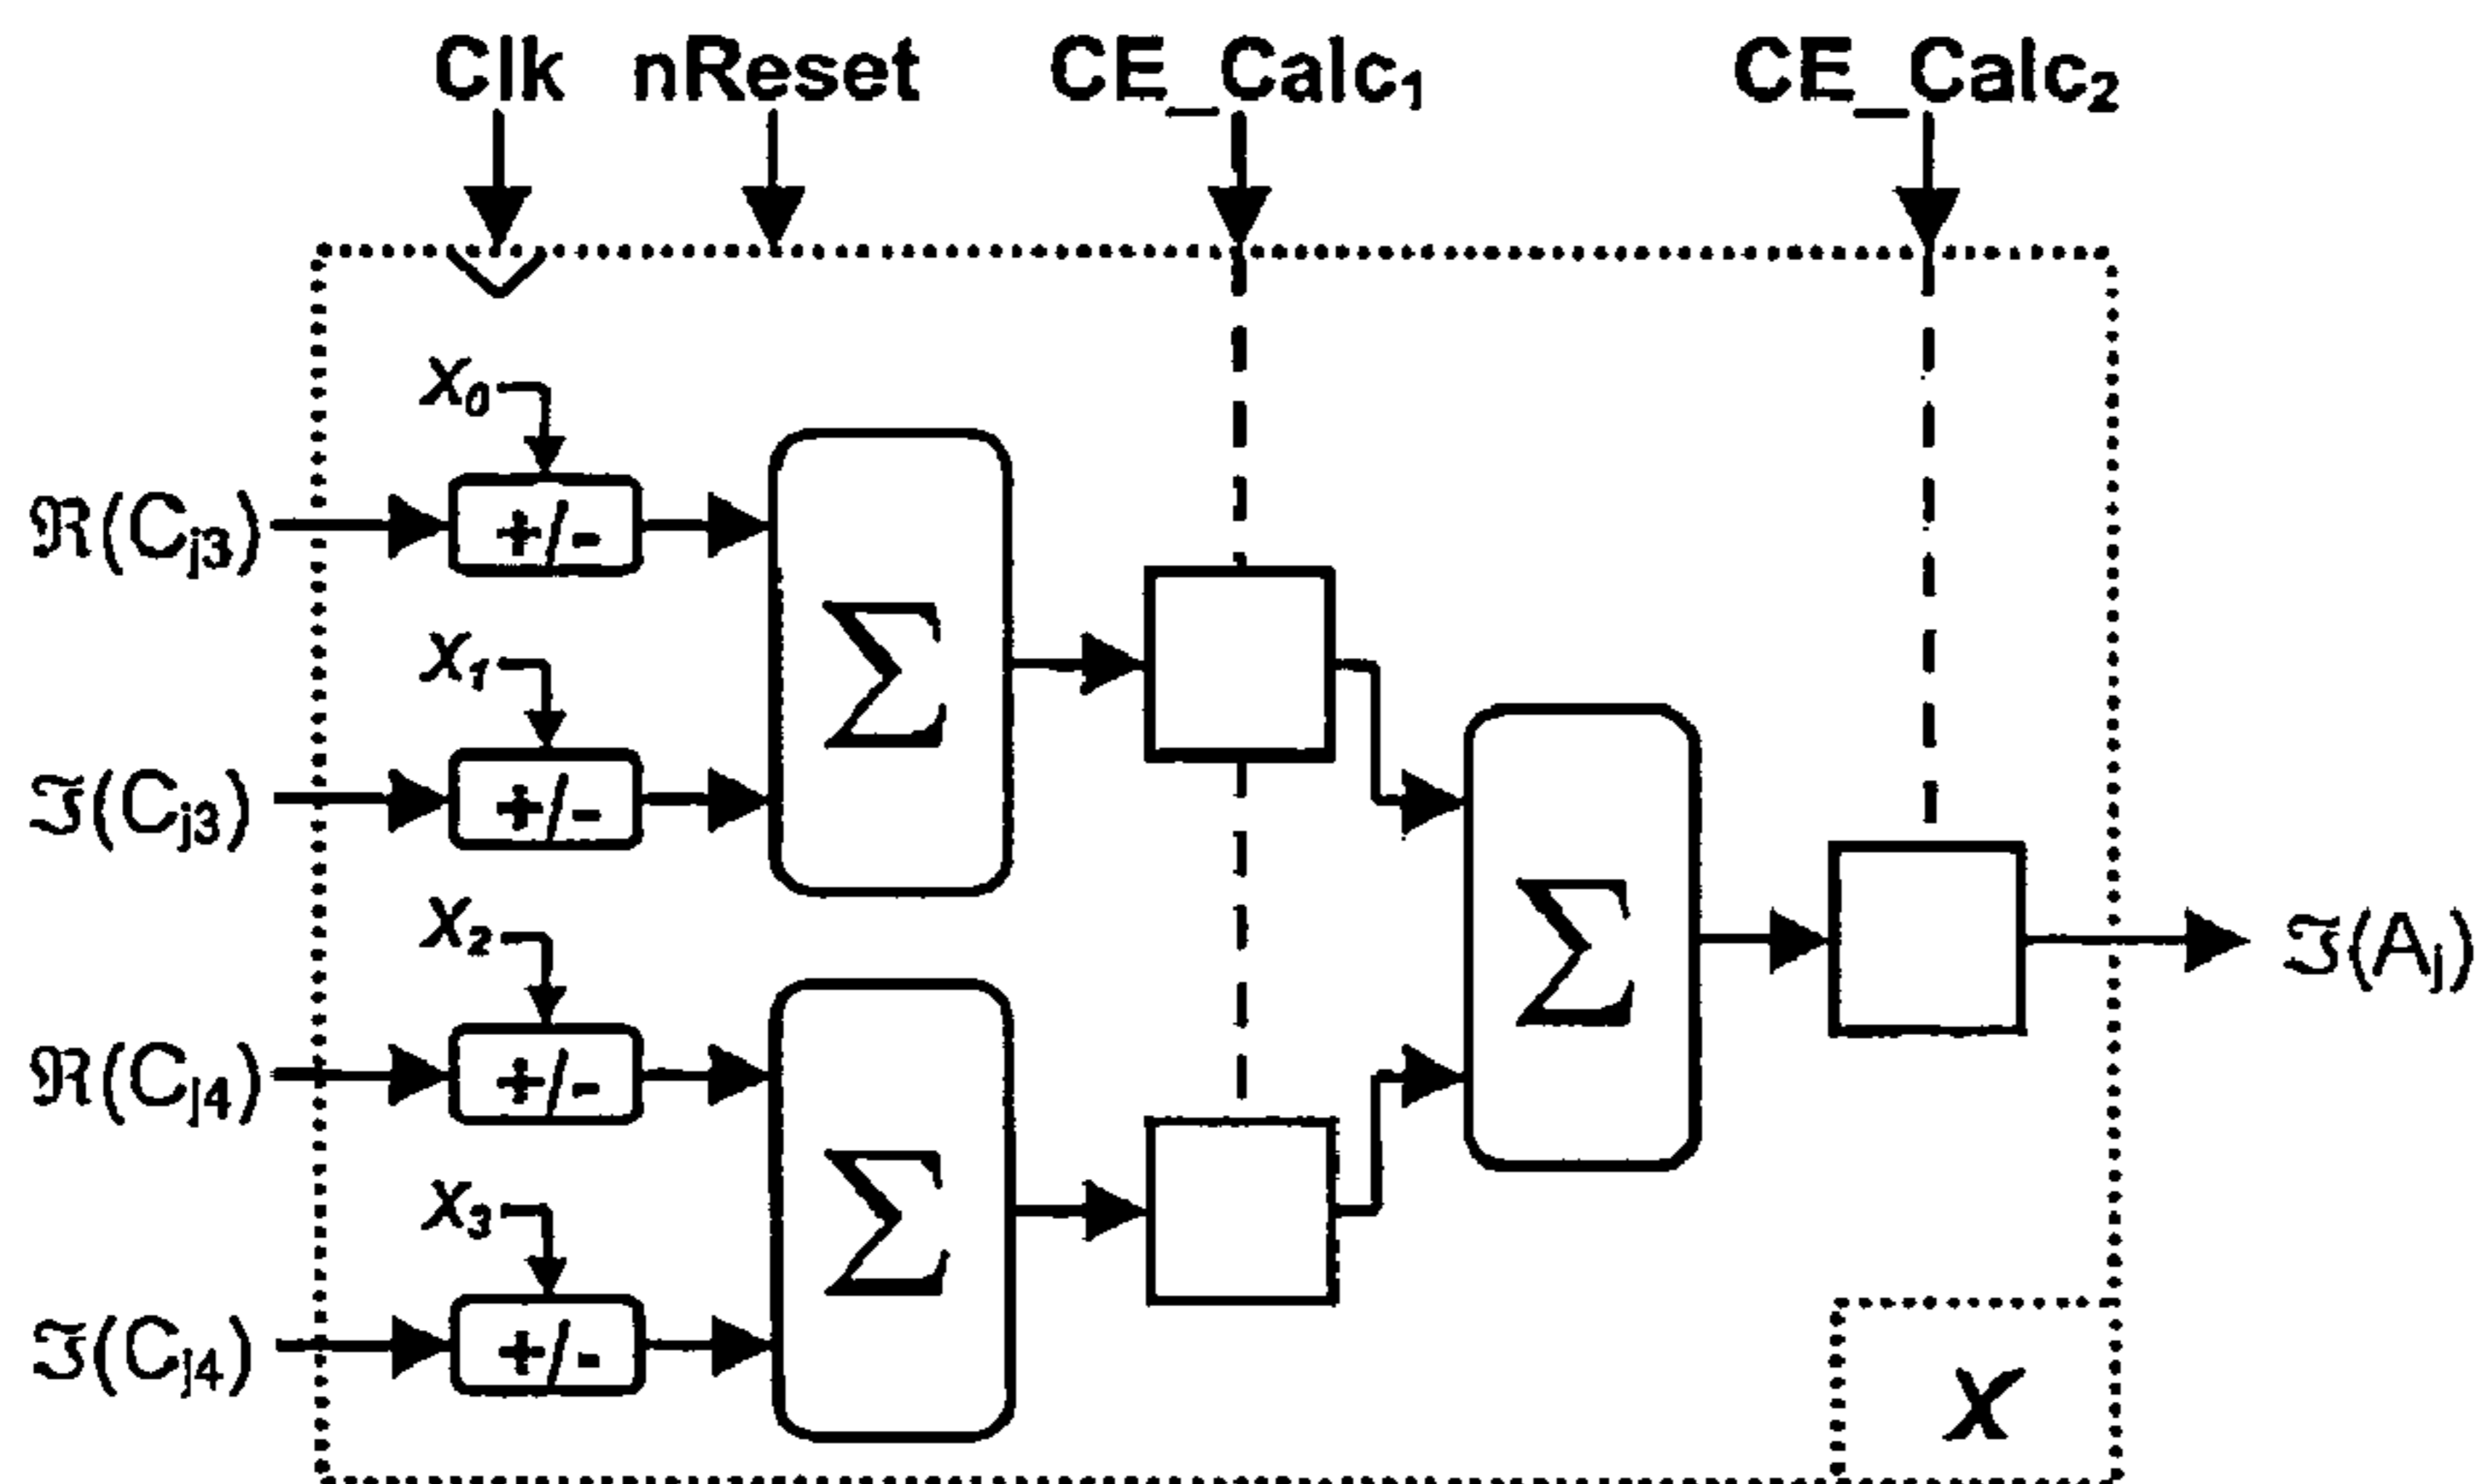 Clk nReset CE_Calc₁ CE_Calc₂
x₀
ℜ(Cⱼ₃) +/- Σ
x₁
ℑ(Cⱼ₃) +/-
x₂
Σ ℑ(Aⱼ)
ℜ(Cⱼ₄) +/- Σ
x₃
ℑ(Cⱼ₄) +/-
x